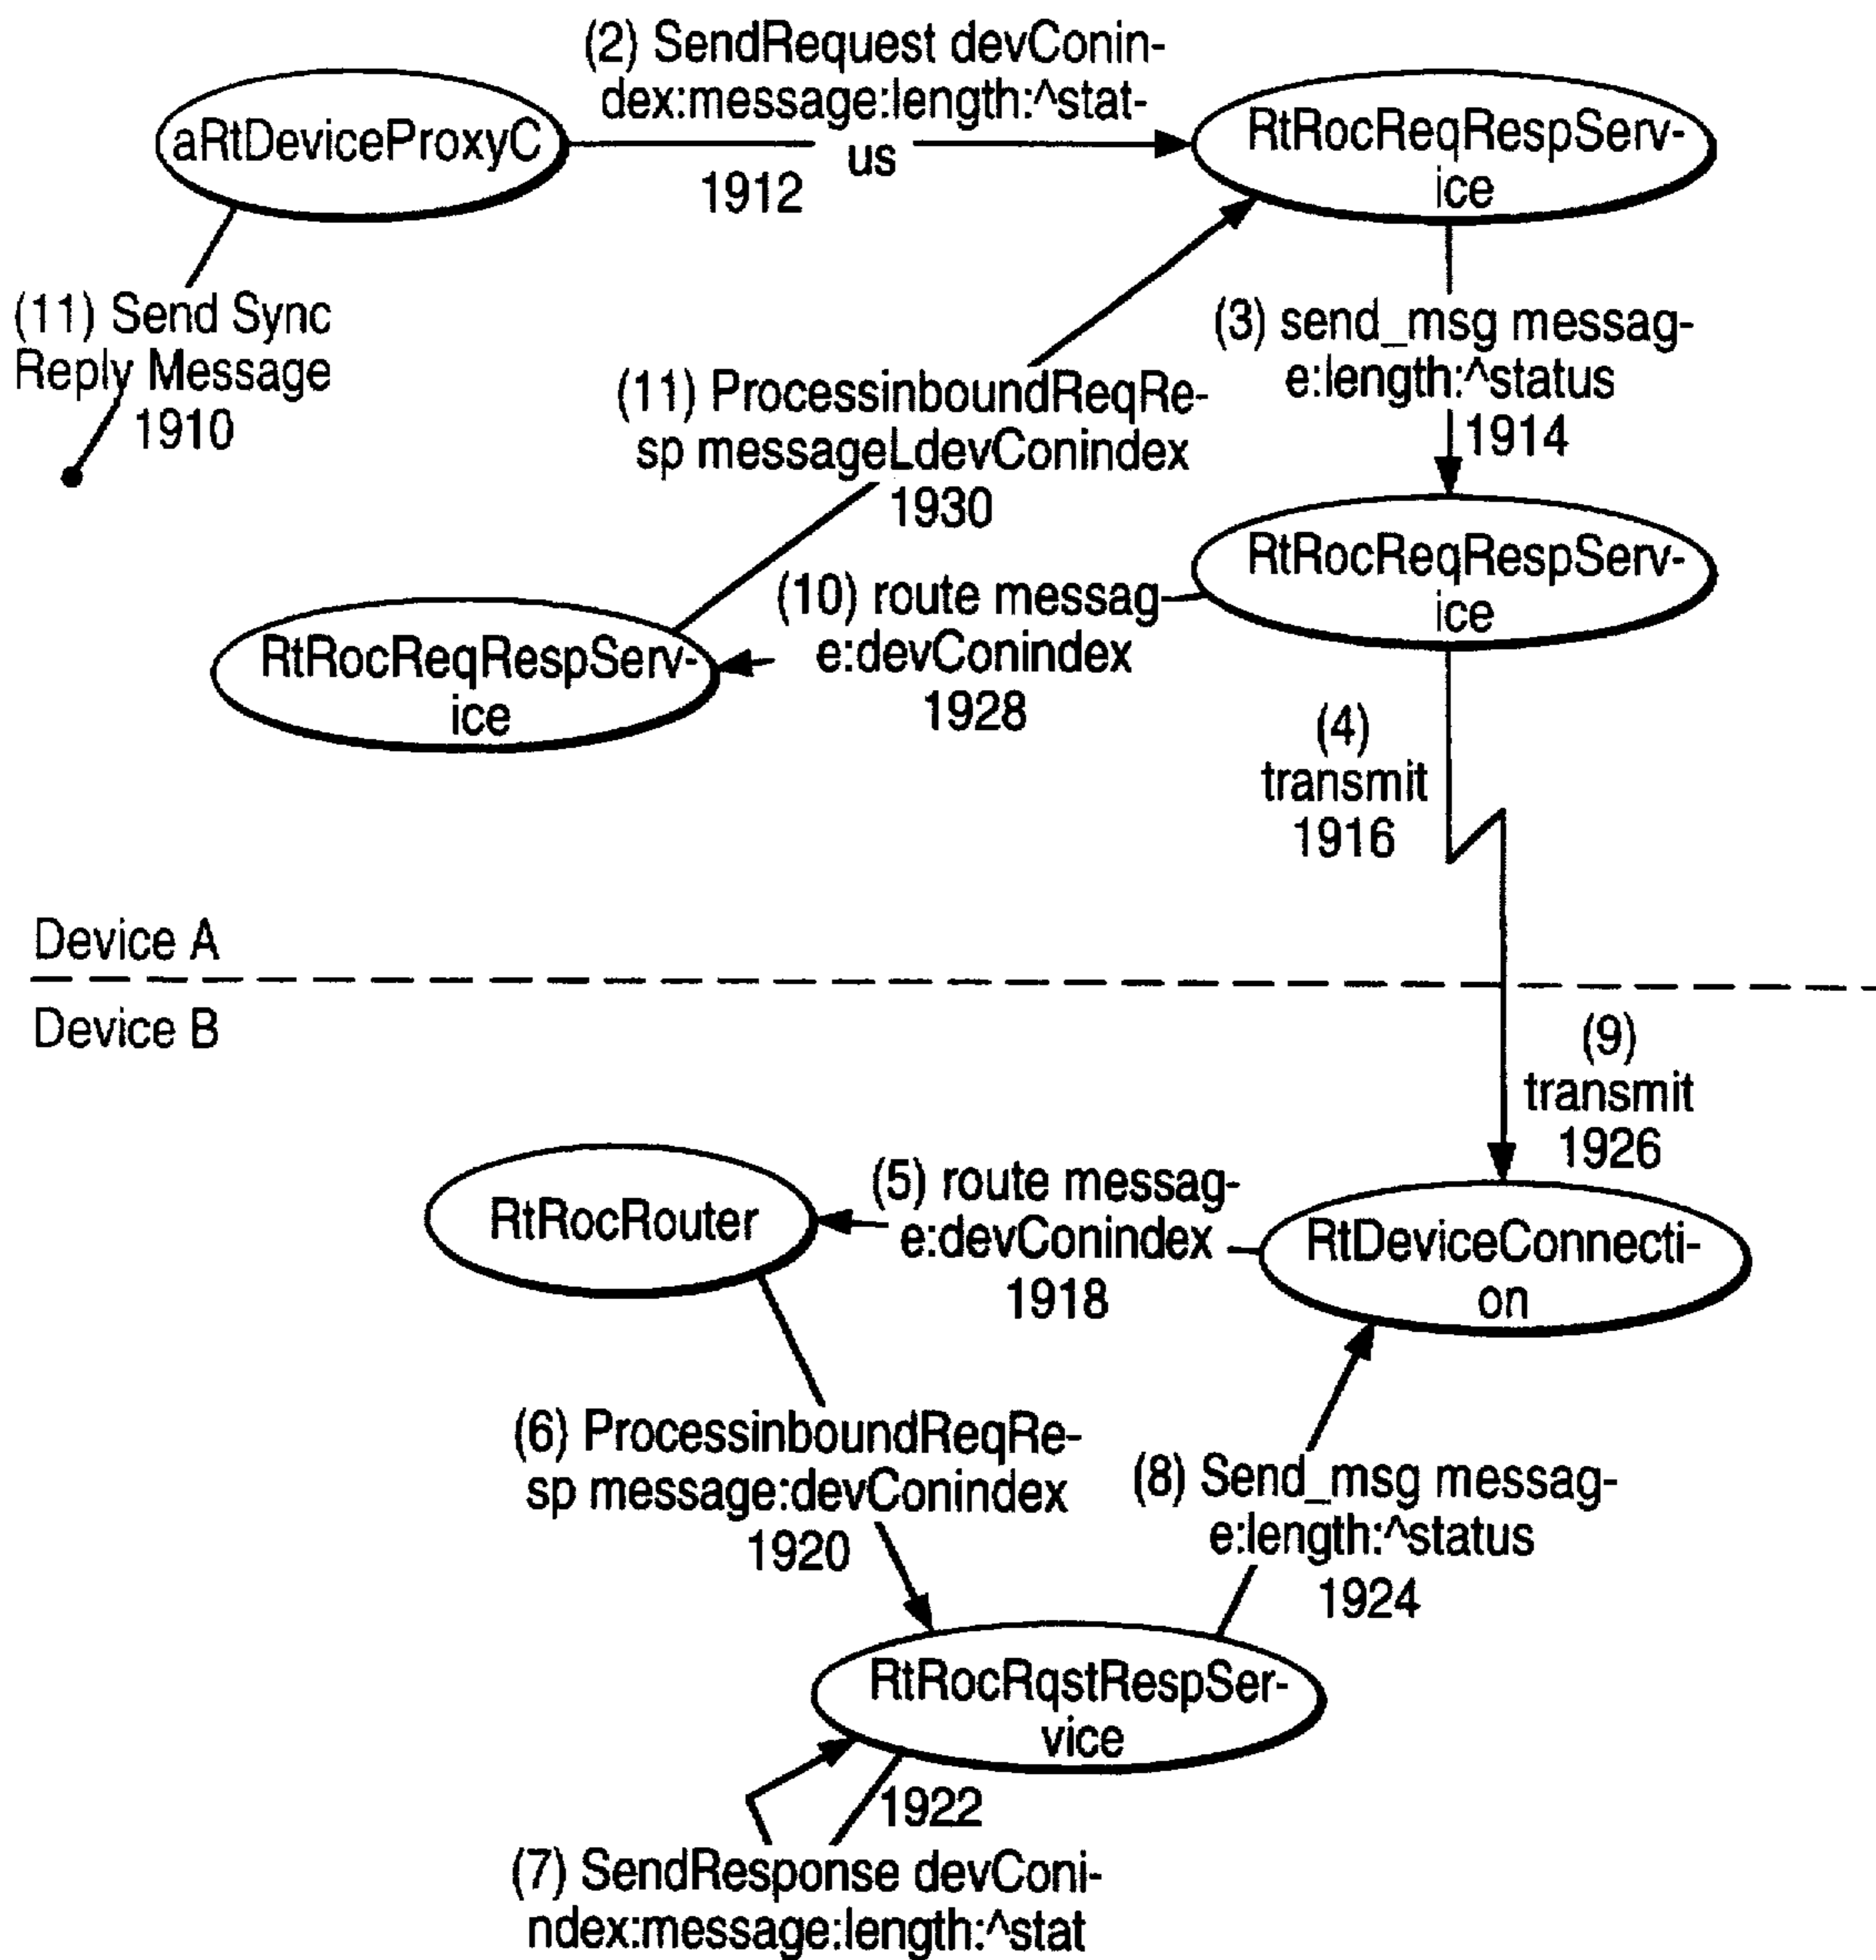 (2) SendRequest devConin-
dex:message:length:^stat-
us
1912
aRtDeviceProxyC
RtRocReqRespServ-
ice
(11) Send Sync
Reply Message
1910
(11) ProcessinboundReqRe-
sp messageLdevConindex
1930
(3) send_msg messag-
e:length:^status
1914
RtRocReqRespServ-
ice
(10) route messag
e:devConindex
1928
RtRocReqRespServ-
ice
(4)
transmit
1916
Device A
Device B
(9)
transmit
1926
RtRocRouter
(5) route messag-
e:devConindex
1918
RtDeviceConnecti-
on
(6) ProcessinboundReqRe-
sp message:devConindex
1920
(8) Send_msg messag-
e:length:^status
1924
RtRocRqstRespSer-
vice
1922
(7) SendResponse devConi-
ndex:message:length:^stat